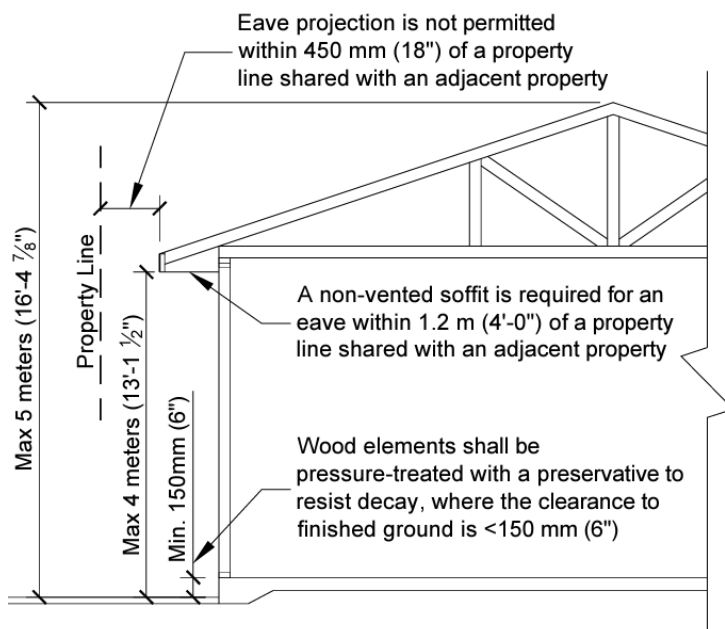 Eave projection is not permitted
within 450 mm (18") of a property
line shared with an adjacent property
Max 5 meters (16'-4 ⅞")
Property Line
Max 4 meters (13'-1 ½")
Min. 150mm (6")
A non-vented soffit is required for an
eave within 1.2 m (4'-0") of a property
line shared with an adjacent property
Wood elements shall be
pressure-treated with a preservative to
resist decay, where the clearance to
finished ground is <150 mm (6")